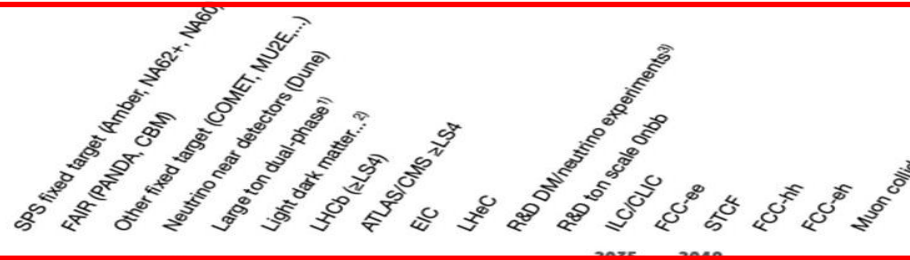 SPS fixed target (Amber, NA62+, NA60,
FAIR (PANDA, CBM)
Other fixed target (COMET, MU2E,...)
Neutrino near detectors (Dune)
Large ton dual-phase 1)
Light dark matter... 2)
LHCb (≥LS4)
ATLAS/CMS ≥LS4
EIC
LHeC
R&D DM/neutrino experiments 3)
R&D ton scale 0nbb
ILC/CLIC
FCC-ee
STCF
FCC-hh
FCC-eh
Muon collid